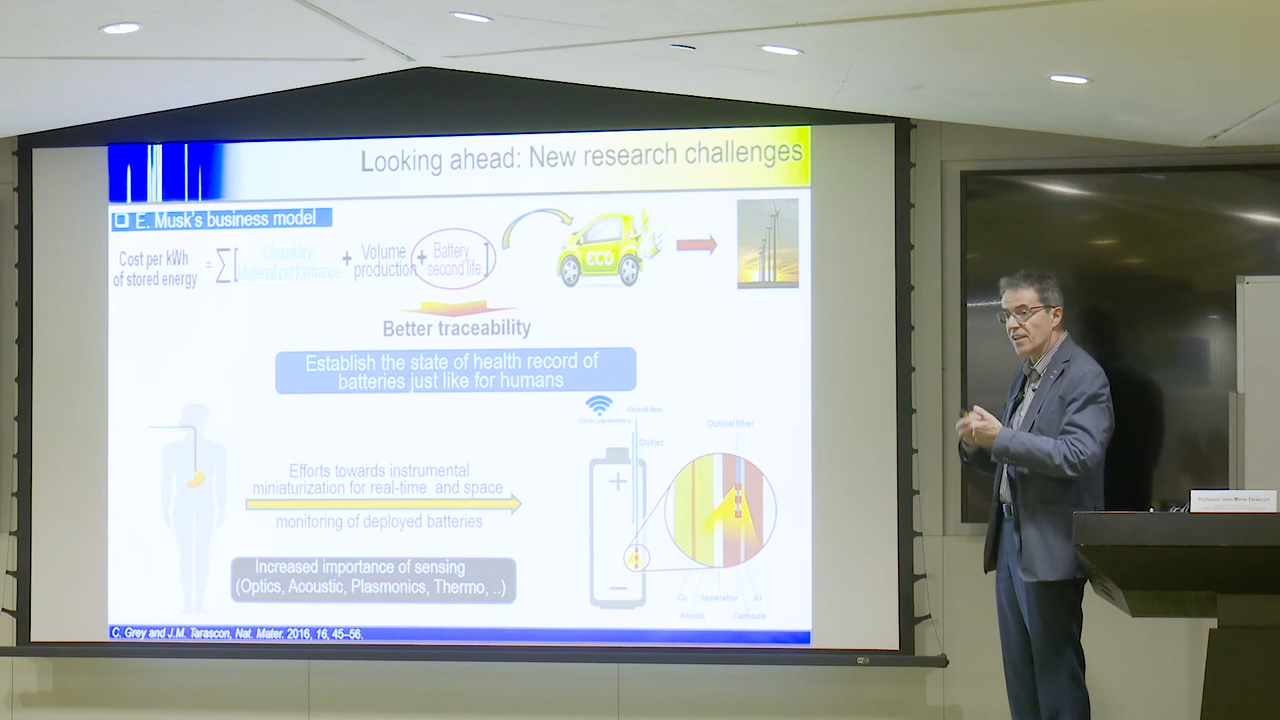 Looking ahead: New research challenges
E. Musk's business model
Cost per kWh
of stored energy
= ∑[
Chemistry/
Material performance
+
Volume
production
+
Battery
second life
]
eco
Better traceability
Establish the state of health record of
batteries just like for humans
Optical fiber
Other parameters
Outlet
Optical fiber
Efforts towards instrumental
miniaturization for real-time and space
monitoring of deployed batteries
+
Increased importance of sensing
(Optics, Acoustic, Plasmonics, Thermo, ..)
Cu Separator Al
Anode Cathode
C. Grey and J.M. Tarascon, Nat. Mater. 2016, 16, 45–56.
Professor Jean-Marie Tarascon